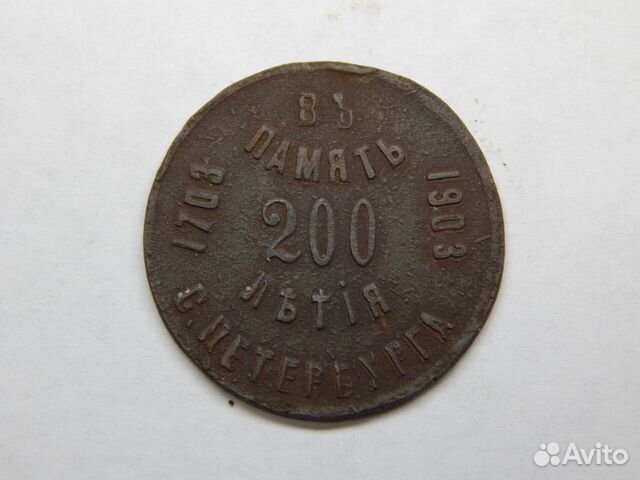 ВЪ
ПАМЯТЬ
1703
1903
200
ЛѢТІЯ
С. ПЕТЕРБУРГА
Avito